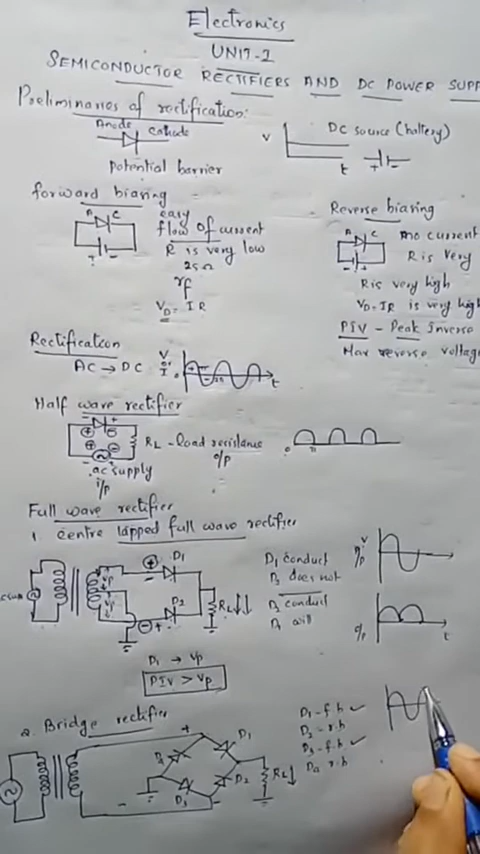 Electronics
UNIT-2
SEMICONDUCTOR RECTIFIERS AND DC POWER SUPP
Preliminaries of rectification:
Anode cathode
V DC source (battery)
t + -
potential barrier
forward biasing
A C easy
flow of current
R is very low
25Ω
rf
VD = IR
+ -
Reverse biasing
A C no current
R is very
R is very high
VD = IR is very high
PIV - Peak Inverse
Max reverse voltage
- +
Rectification
AC → DC V or I t
Half wave rectifier
- +
RL - load resistance
o/p
ac supply
i/p
Full wave rectifier
1. centre tapped full wave rectifier
D1 conduct
D2 does not
D2 conduct
D1 will
i/p V
o/p t
Vp D1
Vp D2 RL
D1 → Vp
PIV > Vp
2. Bridge rectifier
D1 - f.b ✓
D2 - r.b
D3 - f.b ✓
D4 r.b
+ D1
D4
D3 D2 RL
- -